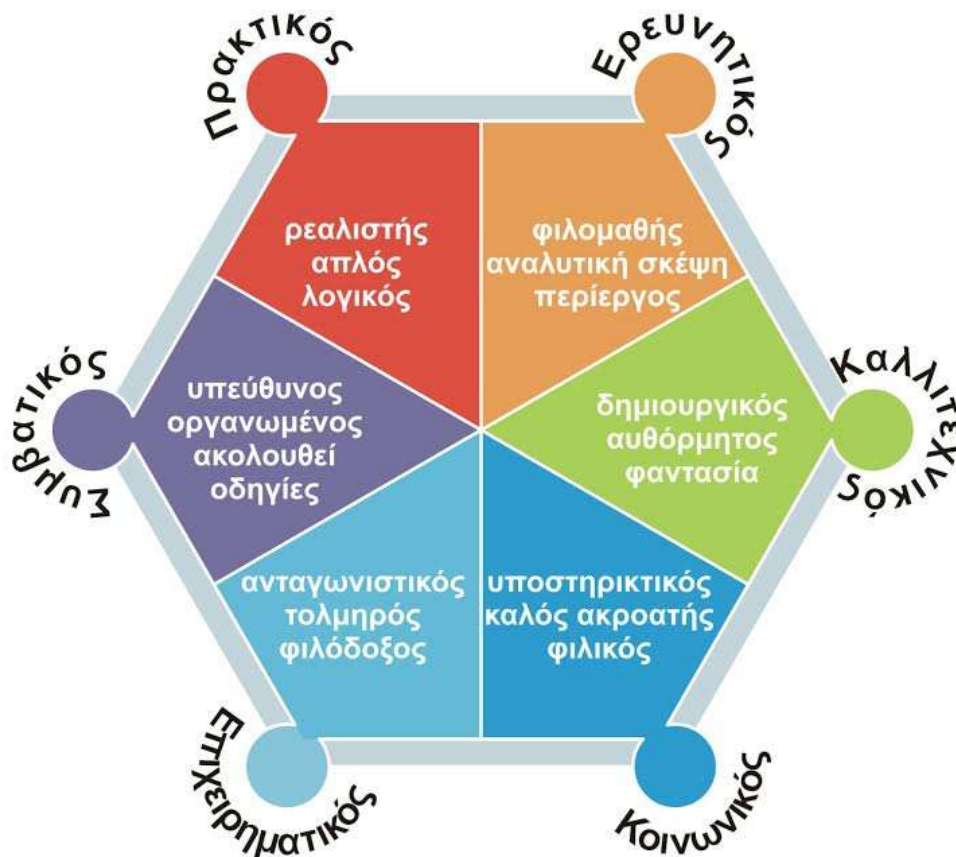 Πρακτικός
Ερευνητικός
ρεαλιστής
απλός
λογικός
φιλομαθής
αναλυτική σκέψη
περίεργος
Συμβατικός
υπεύθυνος
οργανωμένος
ακολουθεί
οδηγίες
δημιουργικός
αυθόρμητος
φαντασία
Καλλιτεχνικός
ανταγωνιστικός
τολμηρός
φιλόδοξος
υποστηρικτικός
καλός ακροατής
φιλικός
Επιχειρηματικός
Κοινωνικός